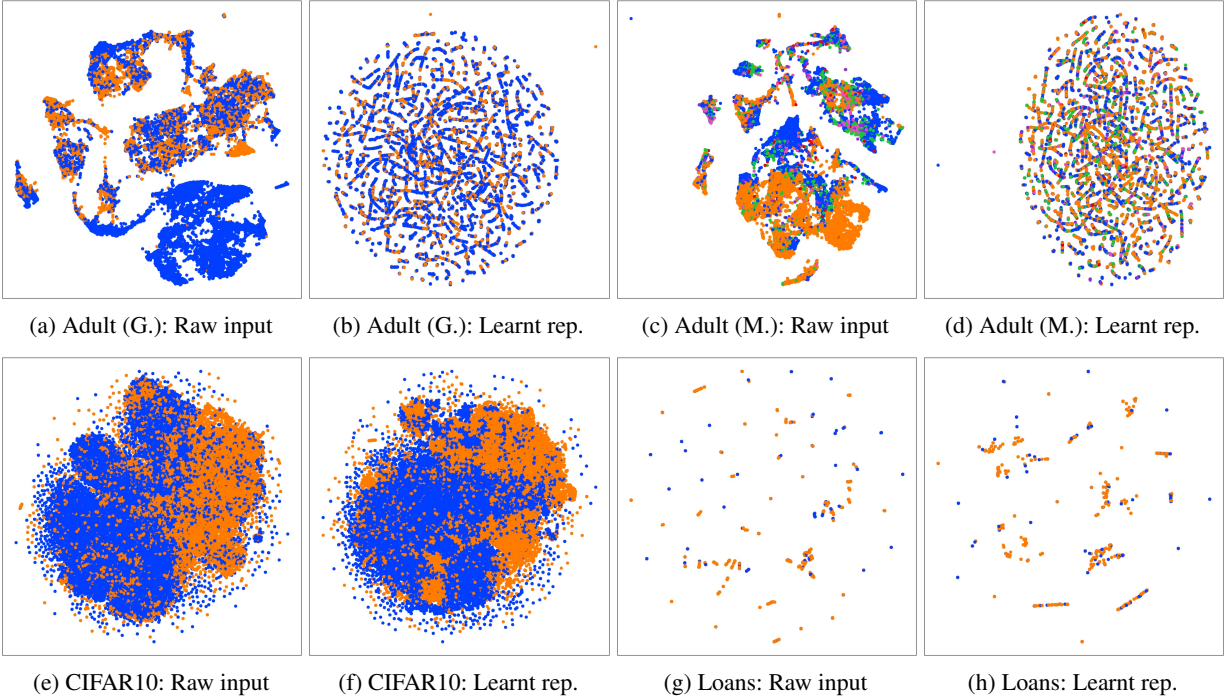 (a) Adult (G.): Raw input
(b) Adult (G.): Learnt rep.
(c) Adult (M.): Raw input
(d) Adult (M.): Learnt rep.
(e) CIFAR10: Raw input
(f) CIFAR10: Learnt rep.
(g) Loans: Raw input
(h) Loans: Learnt rep.